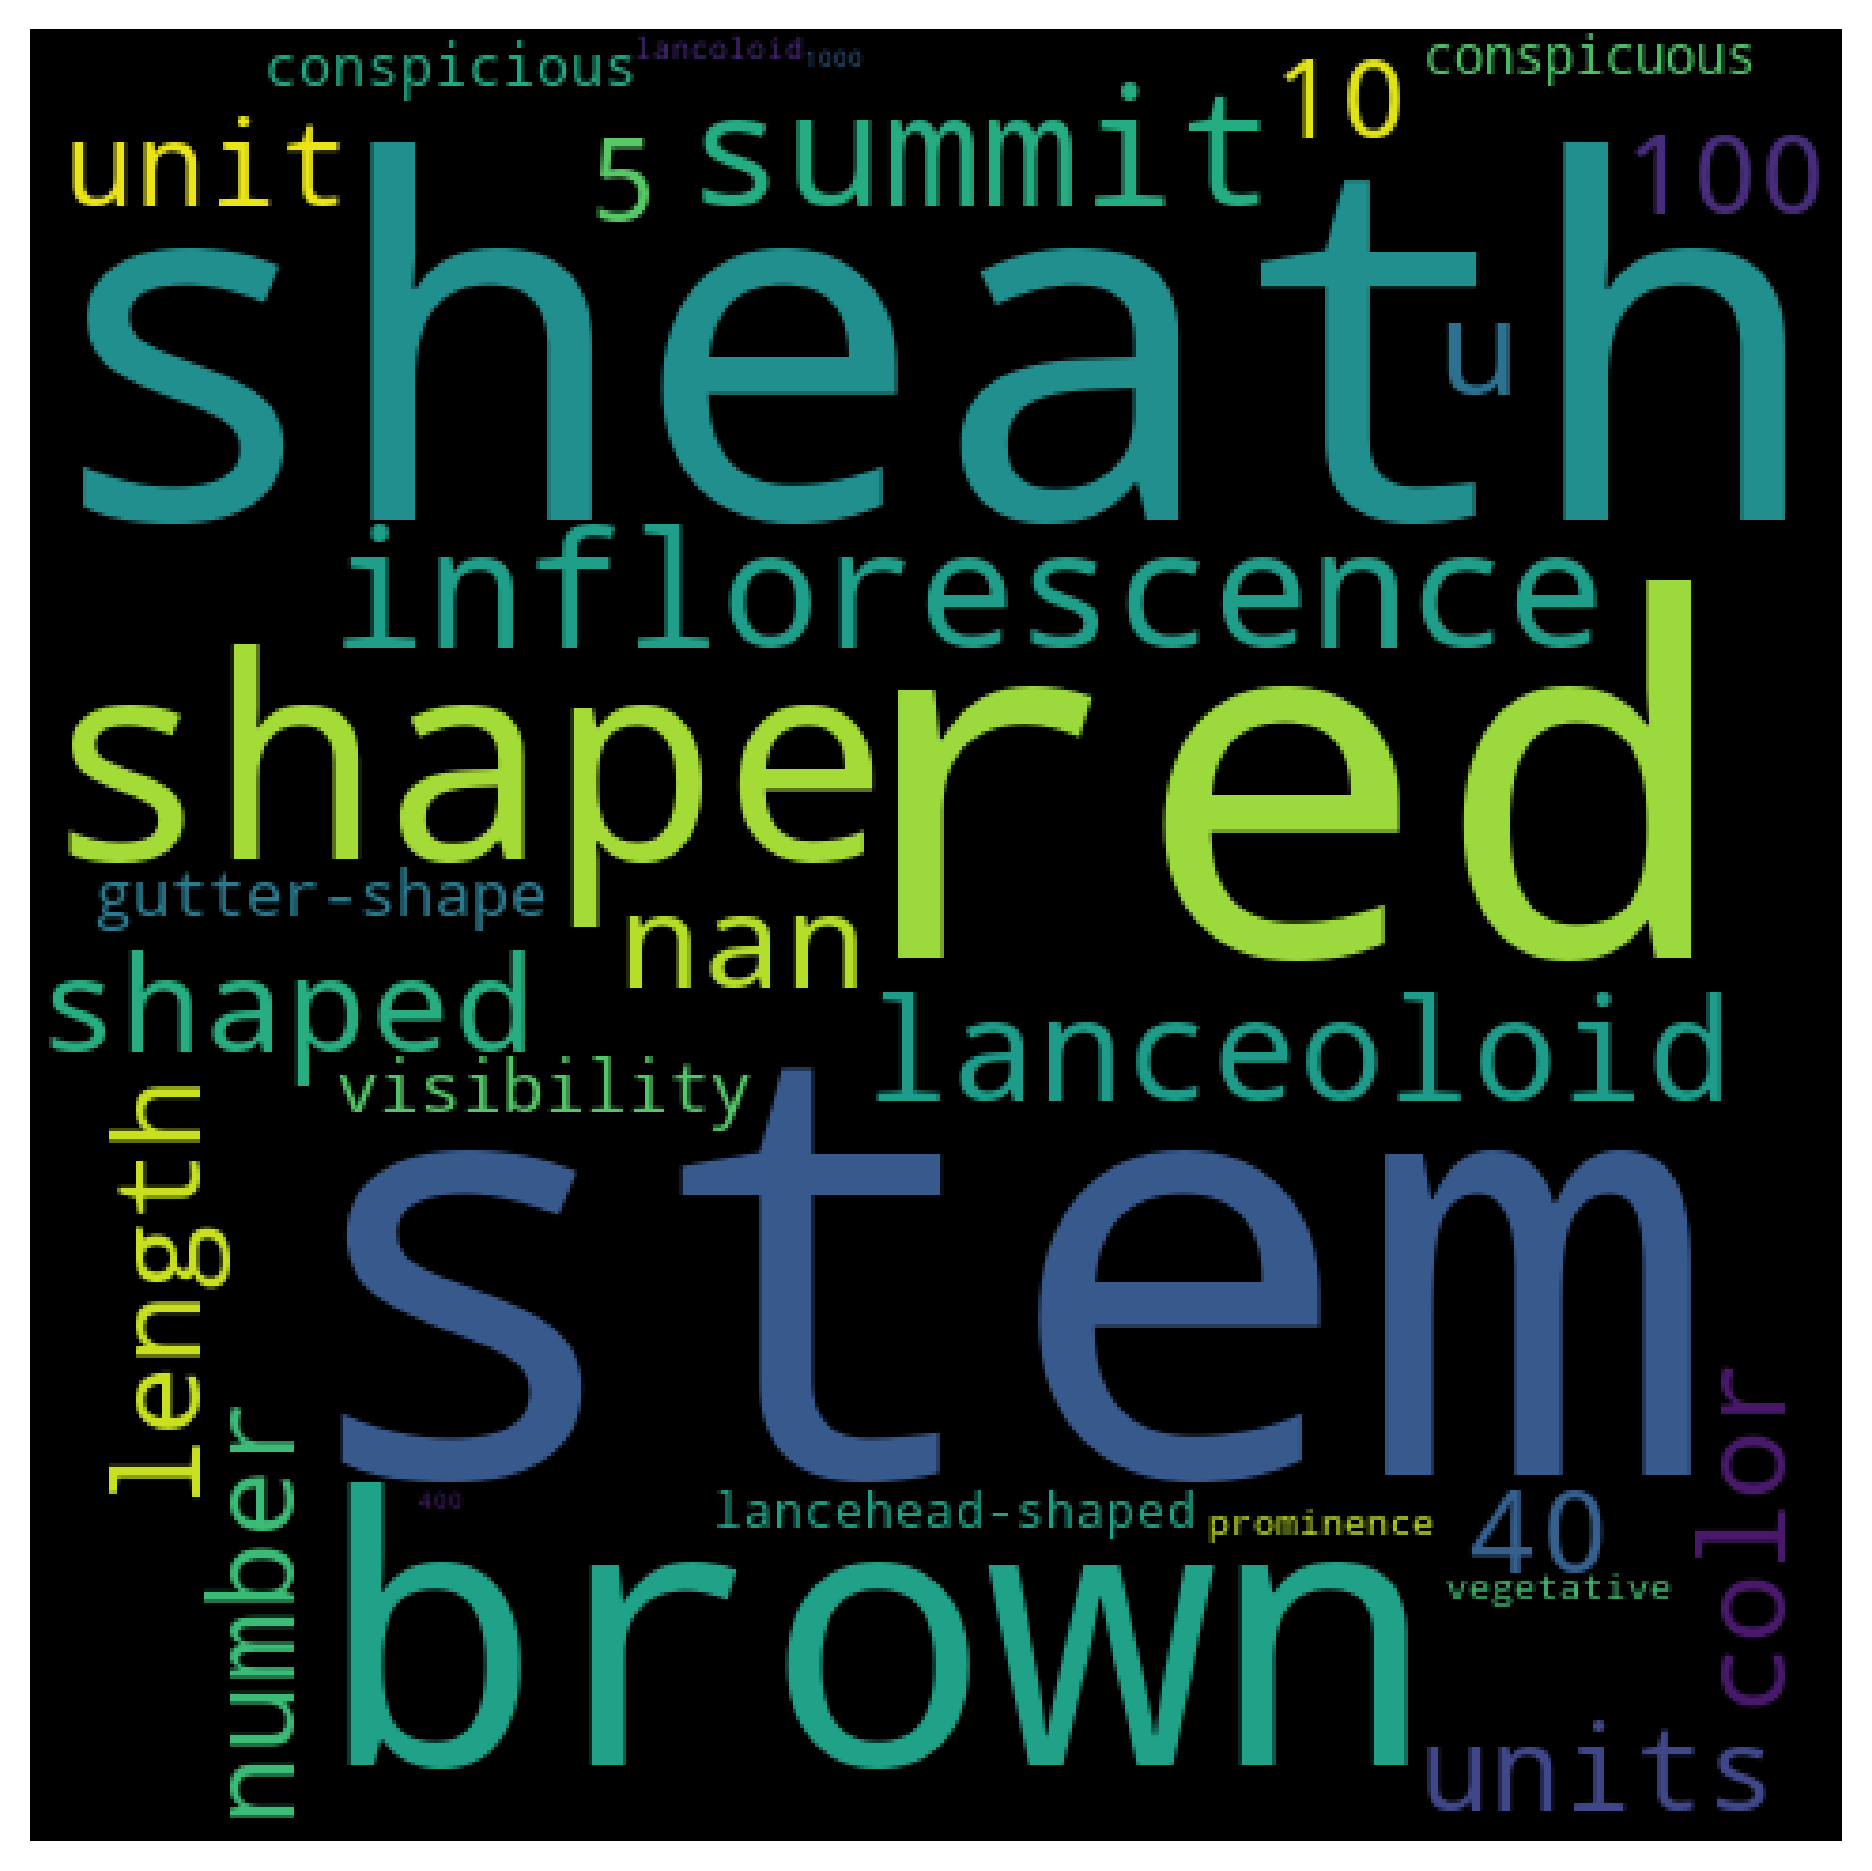 conspicious
lancoloid
1000
conspicuous
10
unit
5
summit
100
sheath
u
inflorescence
shape
red
gutter-shape
nan
shaped
lanceoloid
visibility
length
stem
number
color
400
lancehead-shaped
prominence
40
vegetative
brown
units